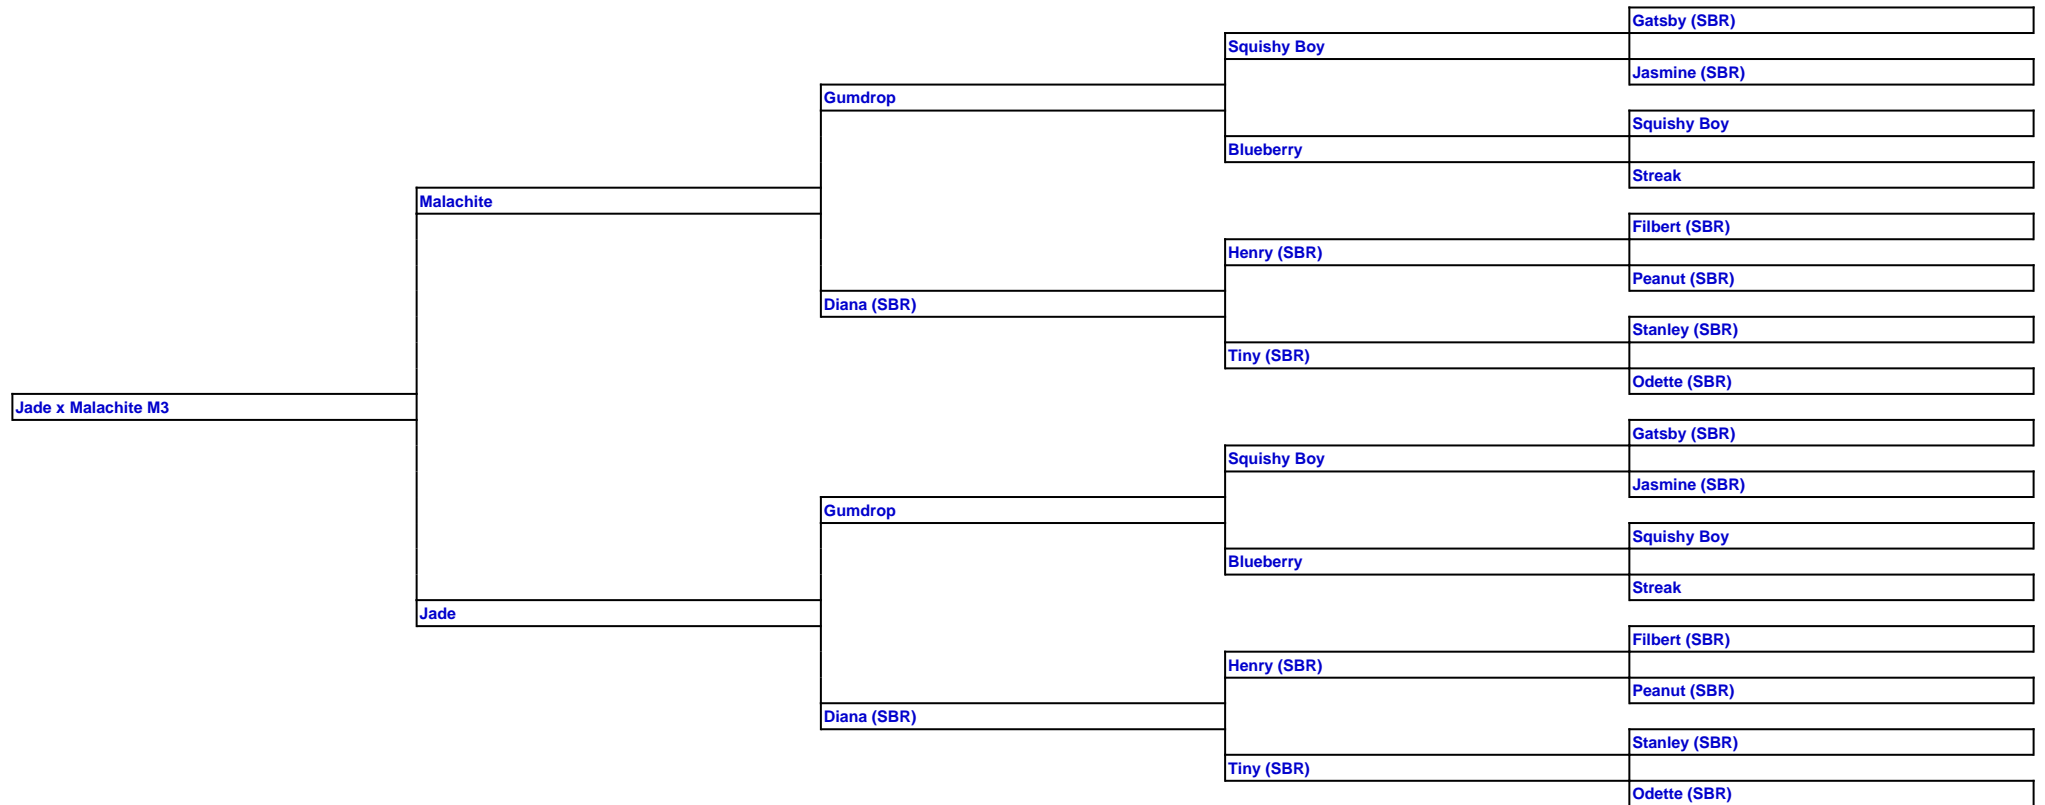 Gatsby (SBR)
Squishy Boy
Jasmine (SBR)
Gumdrop
Squishy Boy
Blueberry
Streak
Malachite
Filbert (SBR)
Henry (SBR)
Peanut (SBR)
Diana (SBR)
Stanley (SBR)
Tiny (SBR)
Odette (SBR)
Jade x Malachite M3
Gatsby (SBR)
Squishy Boy
Jasmine (SBR)
Gumdrop
Squishy Boy
Blueberry
Streak
Jade
Filbert (SBR)
Henry (SBR)
Peanut (SBR)
Diana (SBR)
Stanley (SBR)
Tiny (SBR)
Odette (SBR)